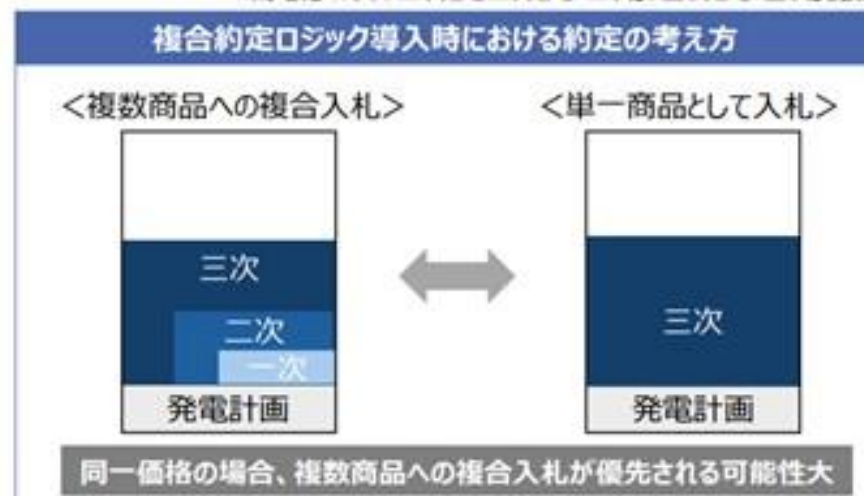 複合約定ロジック導入時における約定の考え方
＜複数商品への複合入札＞
＜単一商品として入札＞
三次
二次
一次
発電計画
三次
発電計画
同一価格の場合、複数商品への複合入札が優先される可能性大